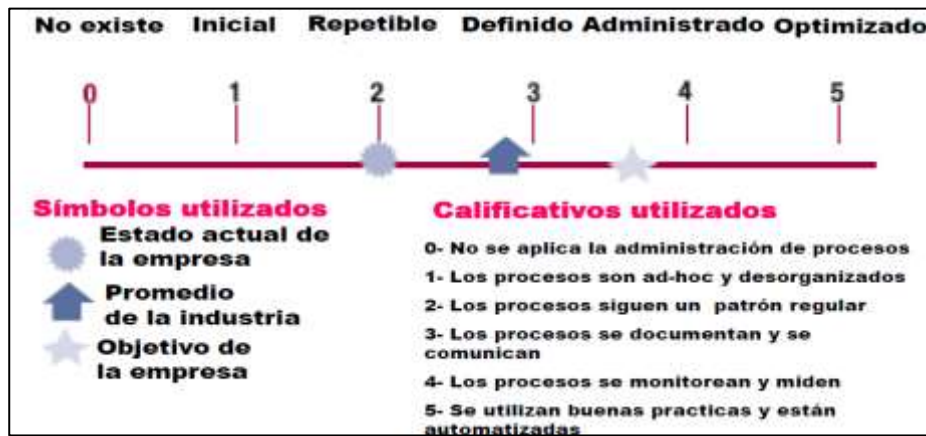 No existe Inicial Repetible Definido Administrado Optimizado
0 1 2 3 4 5
Símbolos utilizados
Estado actual de
la empresa
Promedio
de la industria
Objetivo de
la empresa
Calificativos utilizados
0- No se aplica la administración de procesos
1- Los procesos son ad-hoc y desorganizados
2- Los procesos siguen un patrón regular
3- Los procesos se documentan y se
comunican
4- Los procesos se monitorean y miden
5- Se utilizan buenas practicas y están
automatizadas